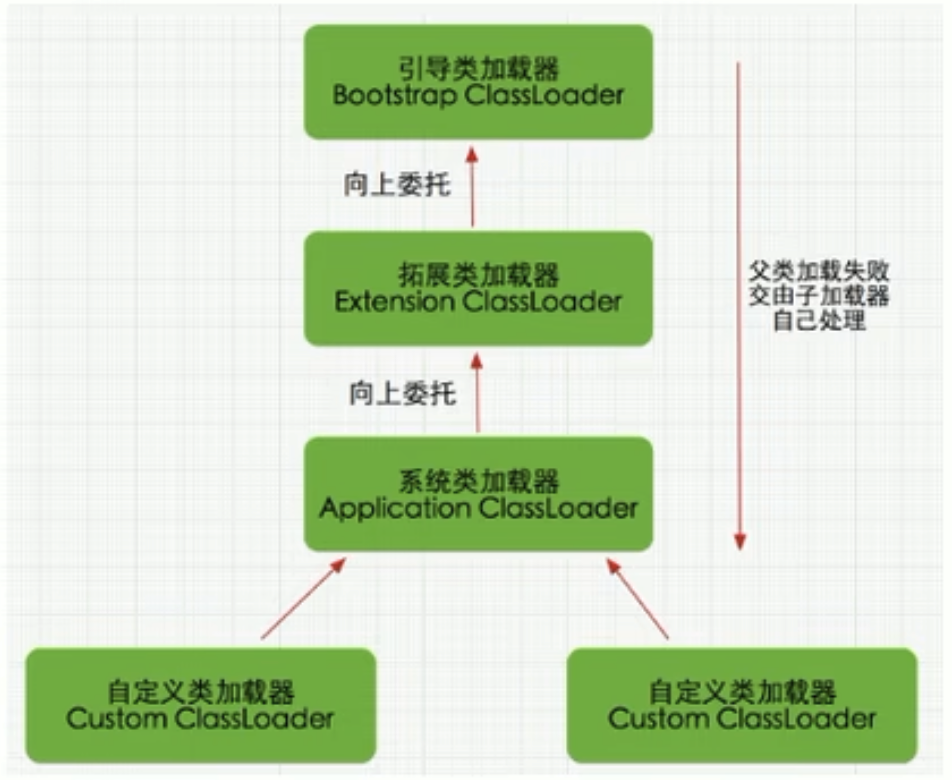 引导类加载器
Bootstrap ClassLoader
向上委托
拓展类加载器
Extension ClassLoader
父类加载失败
交由子加载器
自己处理
向上委托
系统类加载器
Application ClassLoader
自定义类加载器
Custom ClassLoader
自定义类加载器
Custom ClassLoader